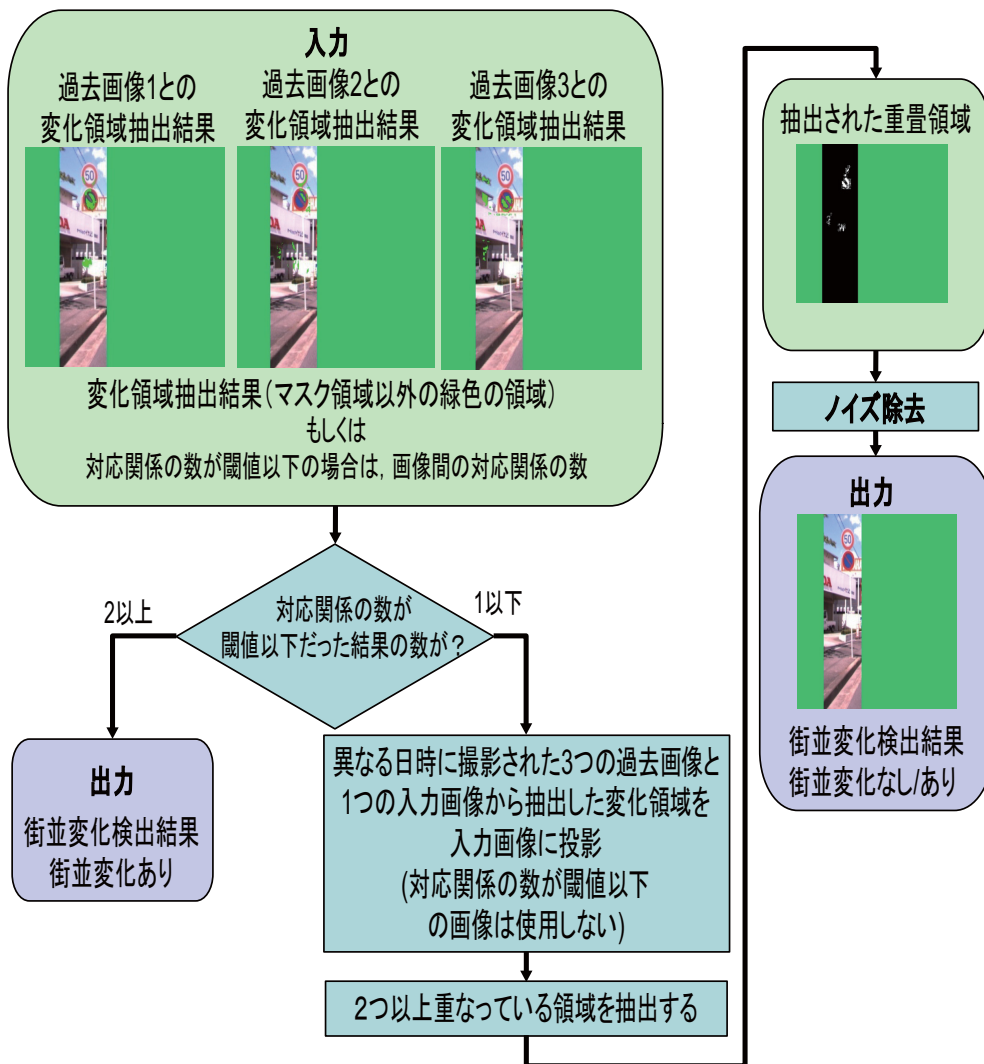 入力
過去画像1との
変化領域抽出結果
過去画像2との
変化領域抽出結果
過去画像3との
変化領域抽出結果
50
50
50
変化領域抽出結果(マスク領域以外の緑色の領域)
もしくは
対応関係の数が閾値以下の場合は, 画像間の対応関係の数
対応関係の数が
閾値以下だった結果の数が?
2以上
1以下
出力
街並変化検出結果
街並変化あり
異なる日時に撮影された3つの過去画像と
1つの入力画像から抽出した変化領域を
入力画像に投影
(対応関係の数が閾値以下
の画像は使用しない)
2つ以上重なっている領域を抽出する
抽出された重畳領域
ノイズ除去
出力
50
街並変化検出結果
街並変化なし/あり